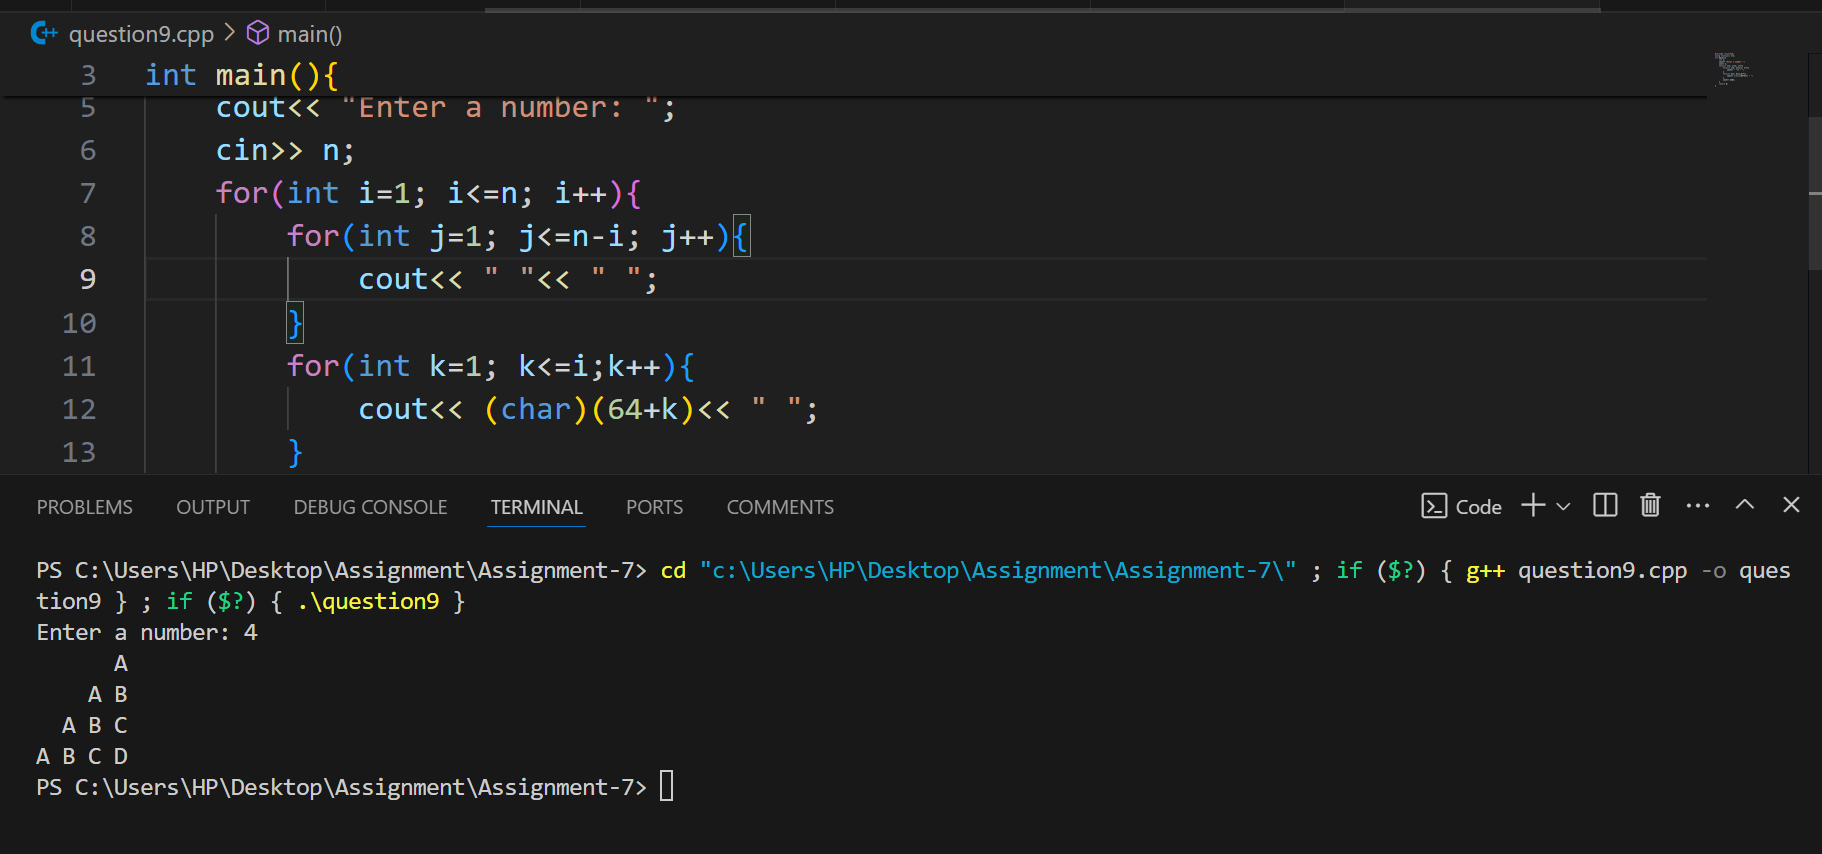 question9.cpp > main()
3 int main(){
5 cout<< "Enter a number: ";
6 cin>> n;
7 for(int i=1; i<=n; i++){
8 for(int j=1; j<=n-i; j++){
9 cout<< " "<< " ";
10 }
11 for(int k=1; k<=i;k++){
12 cout<< (char)(64+k)<< " ";
13 }
PROBLEMS OUTPUT DEBUG CONSOLE TERMINAL PORTS COMMENTS Code
PS C:\Users\HP\Desktop\Assignment\Assignment-7> cd "c:\Users\HP\Desktop\Assignment\Assignment-7\" ; if ($?) { g++ question9.cpp -o ques
tion9 } ; if ($?) { .\question9 }
Enter a number: 4
A
A B
A B C
A B C D
PS C:\Users\HP\Desktop\Assignment\Assignment-7>